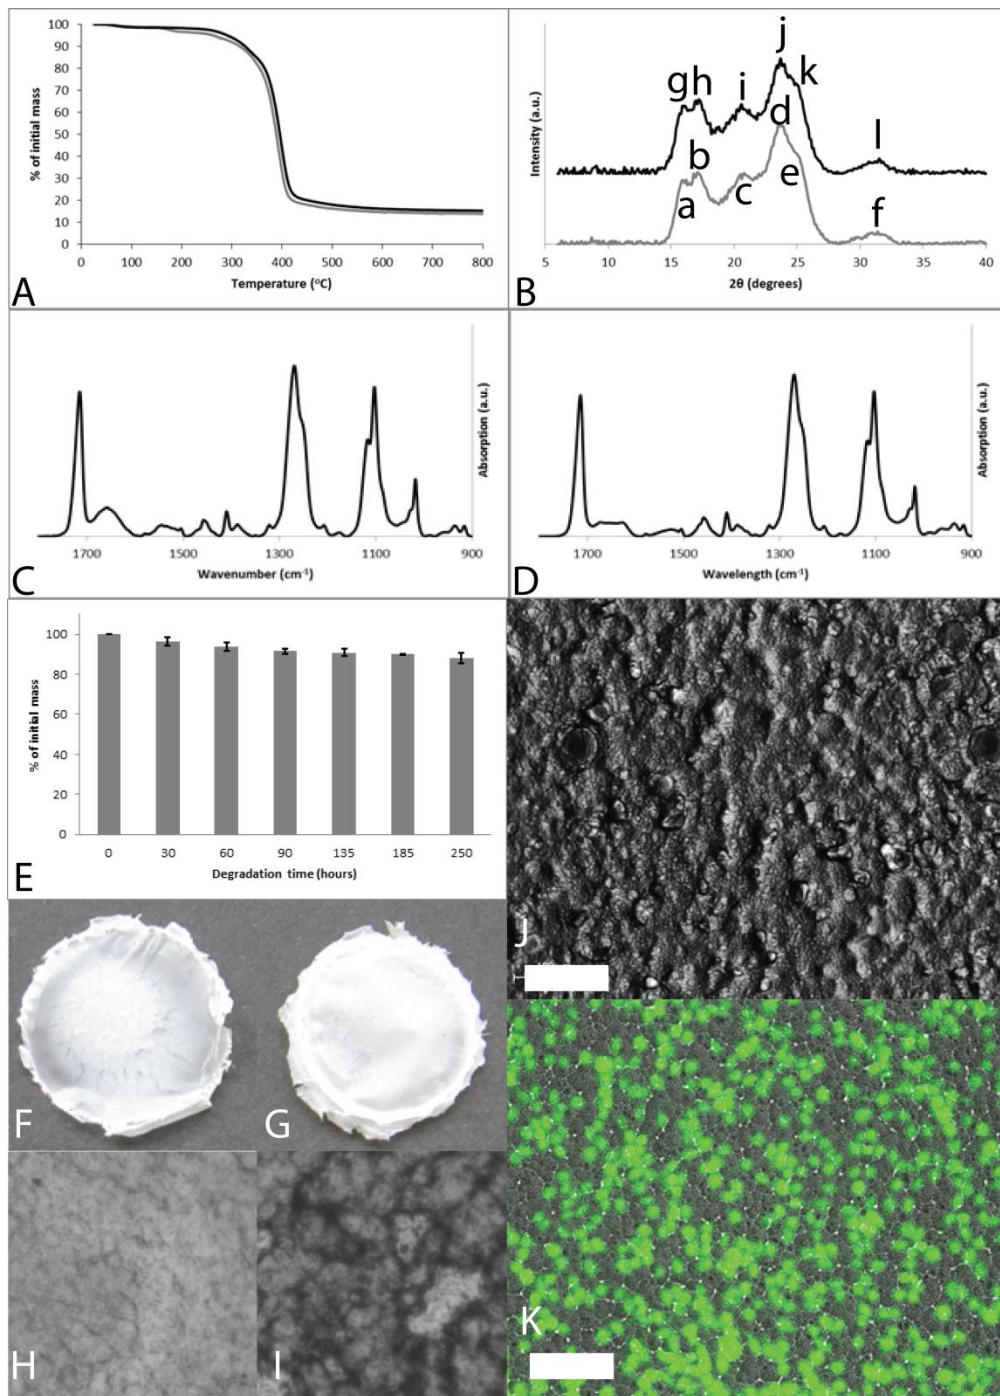 100
90
80
70
60
50
40
30
20
10
0
% of initial mass
0 100 200 300 400 500 600 700 800
Temperature (°C)
A
Intensity (a.u.)
j
g h i k
d
b
a c e l
f
5 10 15 20 25 30 35 40
2θ (degrees)
B
Absorption (a.u.)
1700 1500 1300 1100 900
Wavenumber (cm-1)
C
Absorption (a.u.)
1700 1500 1300 1100 900
Wavelength (cm-1)
D
100
80
60
40
20
0
% of initial mass
0 30 60 90 135 185 250
Degradation time (hours)
E
J
F
G
H
I
K